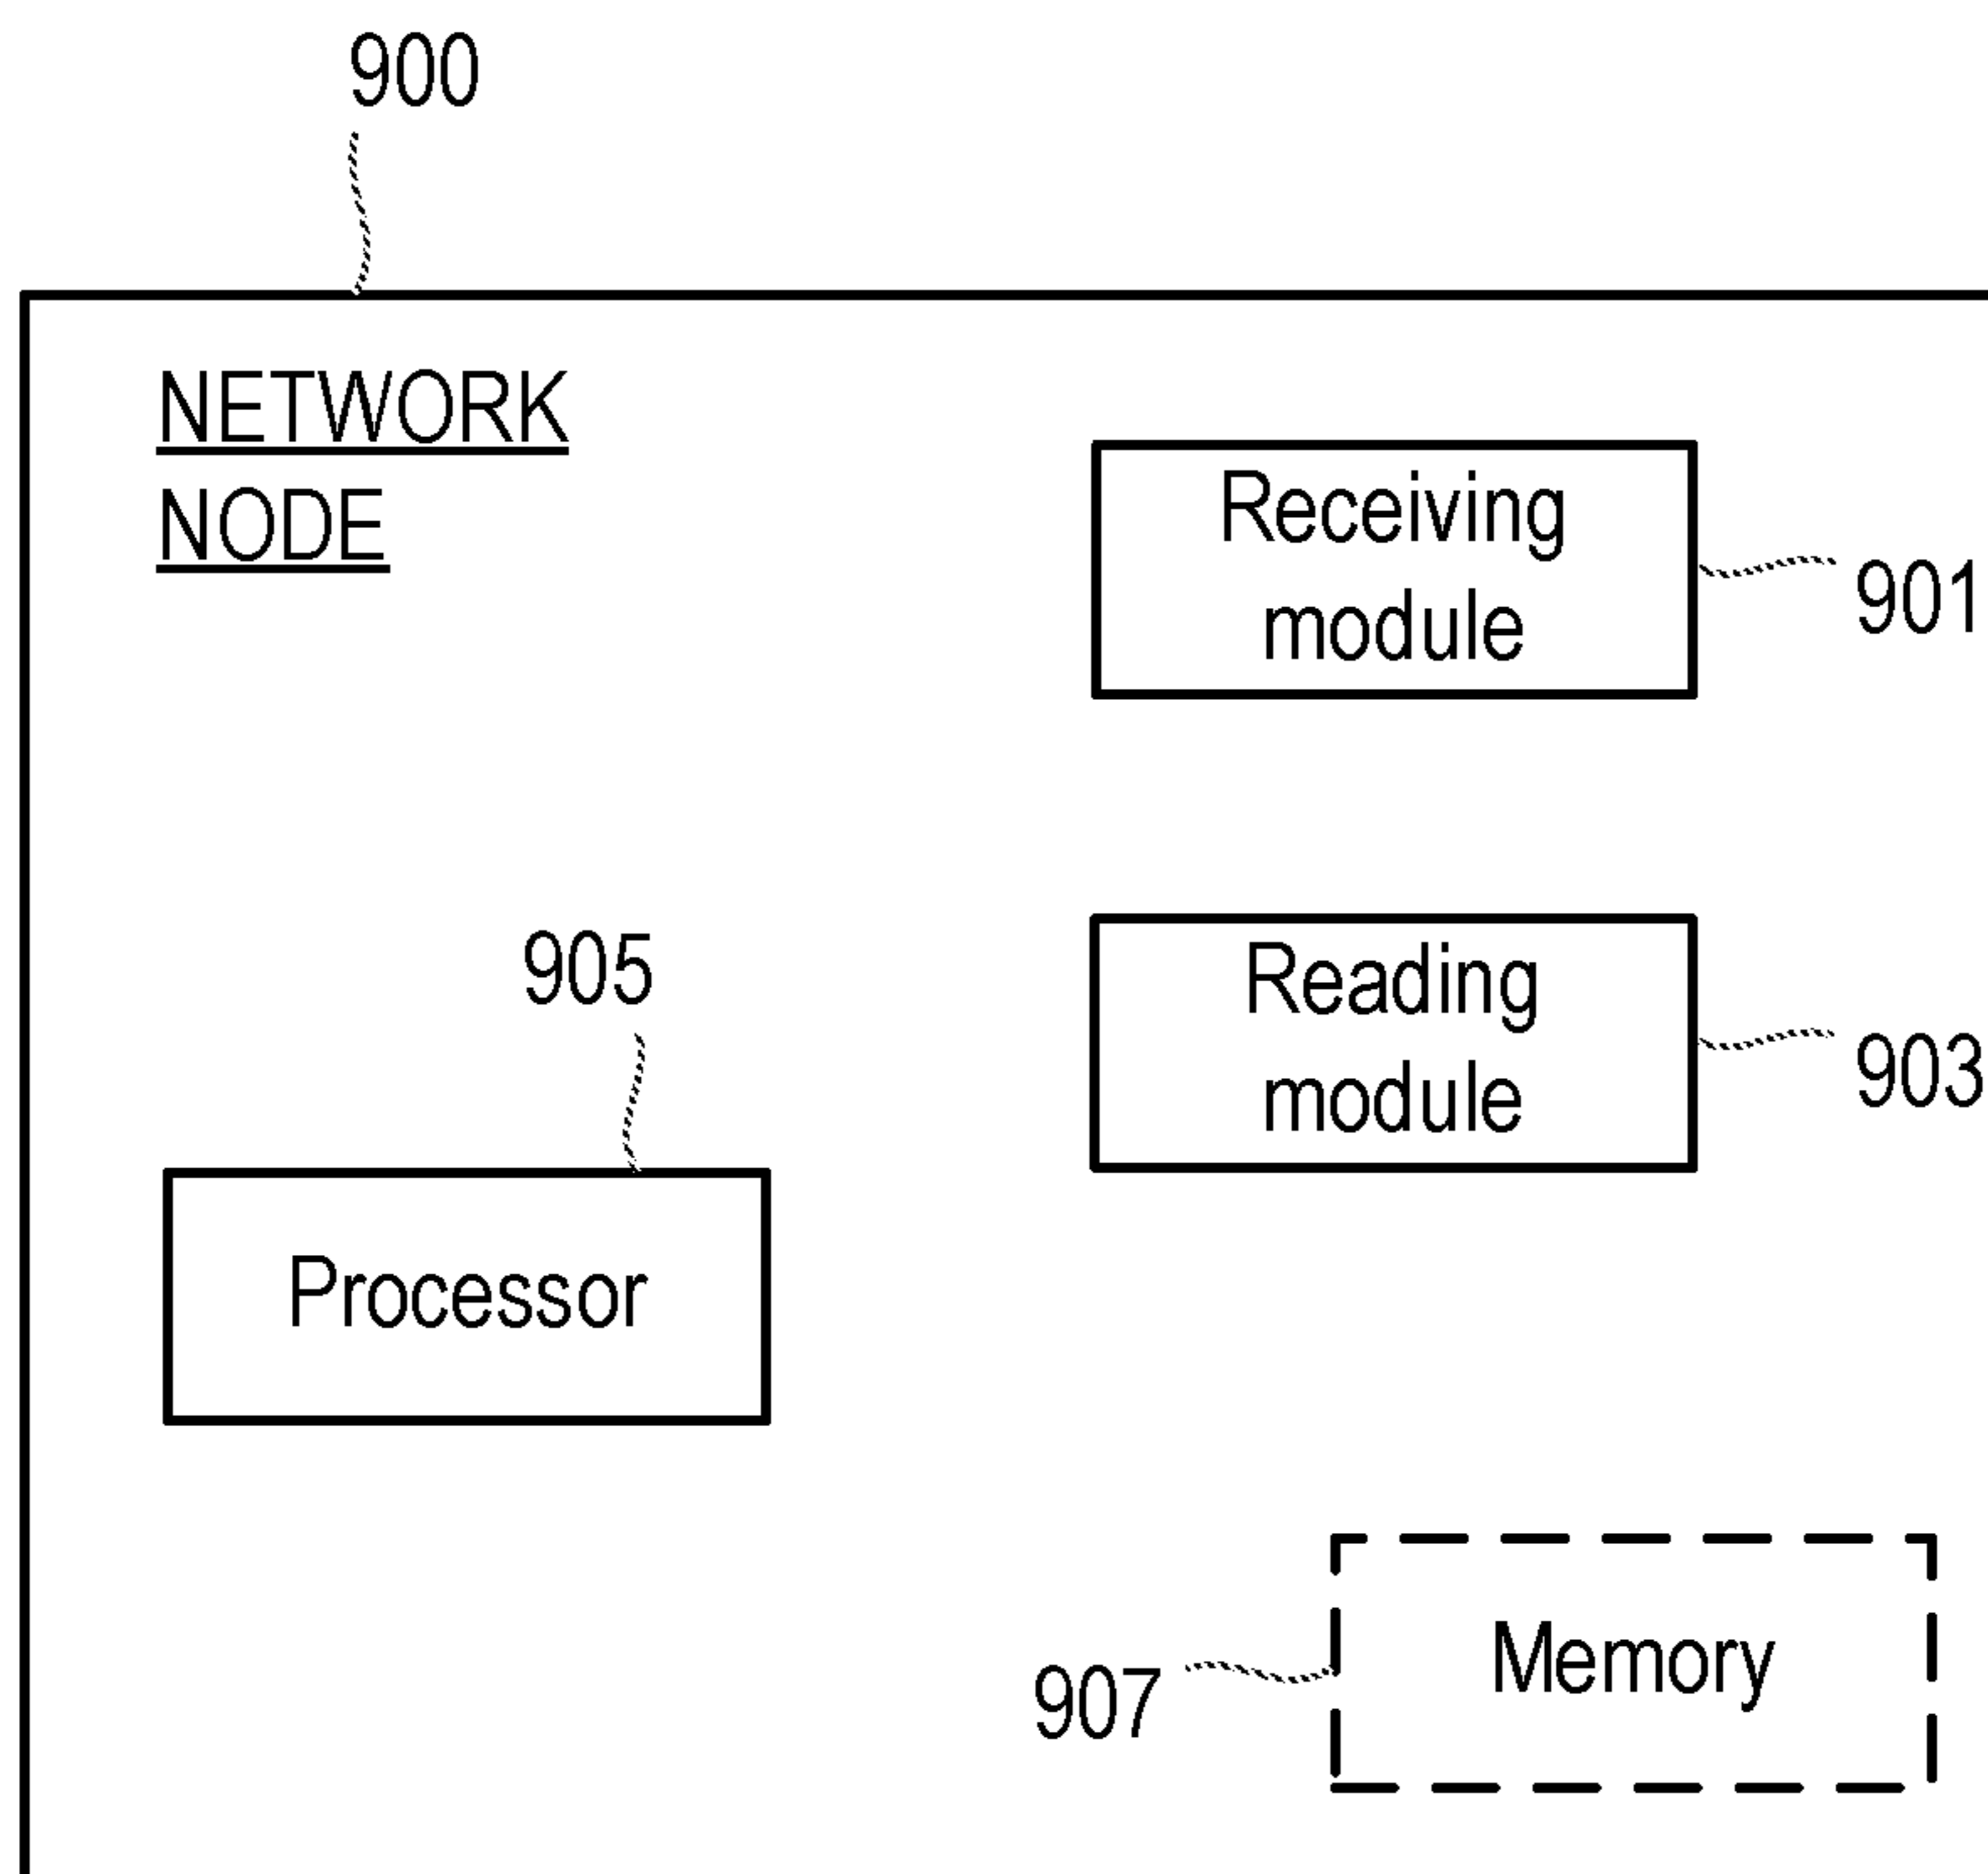 900
NETWORK
NODE
Receiving
module
901
905
Reading
module
903
Processor
Memory
907